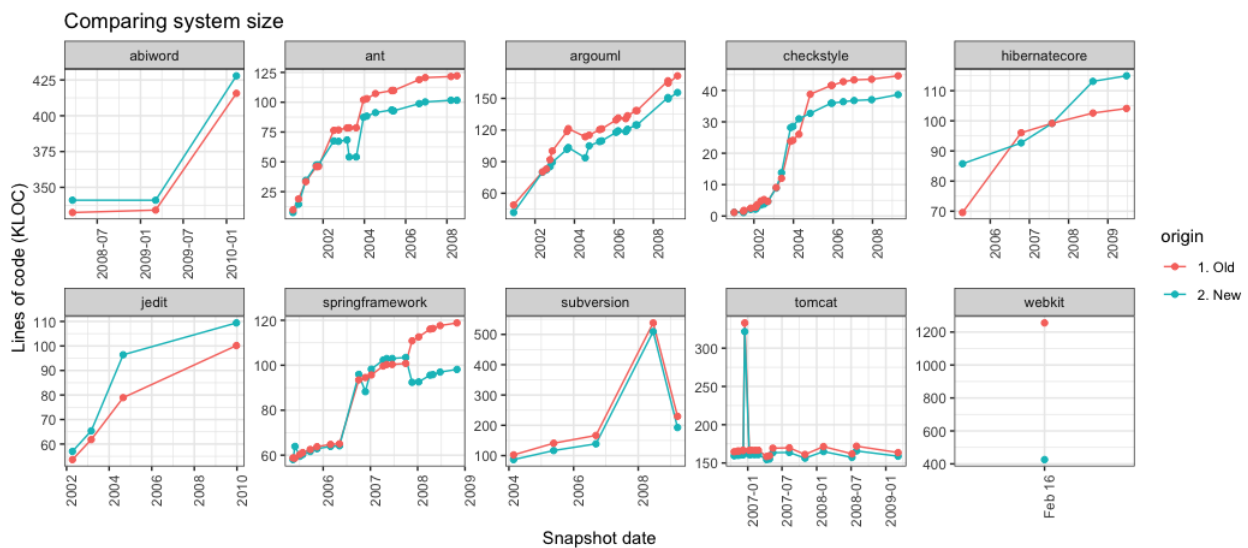 Comparing system size
abiword ant argouml checkstyle hibernatecore
425 400 375 350
125 100 75 50 25
150 120 90 60
40 30 20 10 0
110 100 90 80 70
2008-07 2009-01 2009-07 2010-01
2002 2004 2006 2008
2002 2004 2006 2008
2002 2004 2006 2008
2006 2007 2008 2009
Lines of code (KLOC)
origin
1. Old
2. New
jedit springframework subversion tomcat webkit
110 100 90 80 70 60
120 100 80 60
500 400 300 200 100
300 250 200 150
1200 1000 800 600 400
2002 2004 2006 2008 2010
2005 2006 2007 2008 2009
2004 2006 2008
2007-01 2007-07 2008-01 2008-07 2009-01
Feb 16
Snapshot date